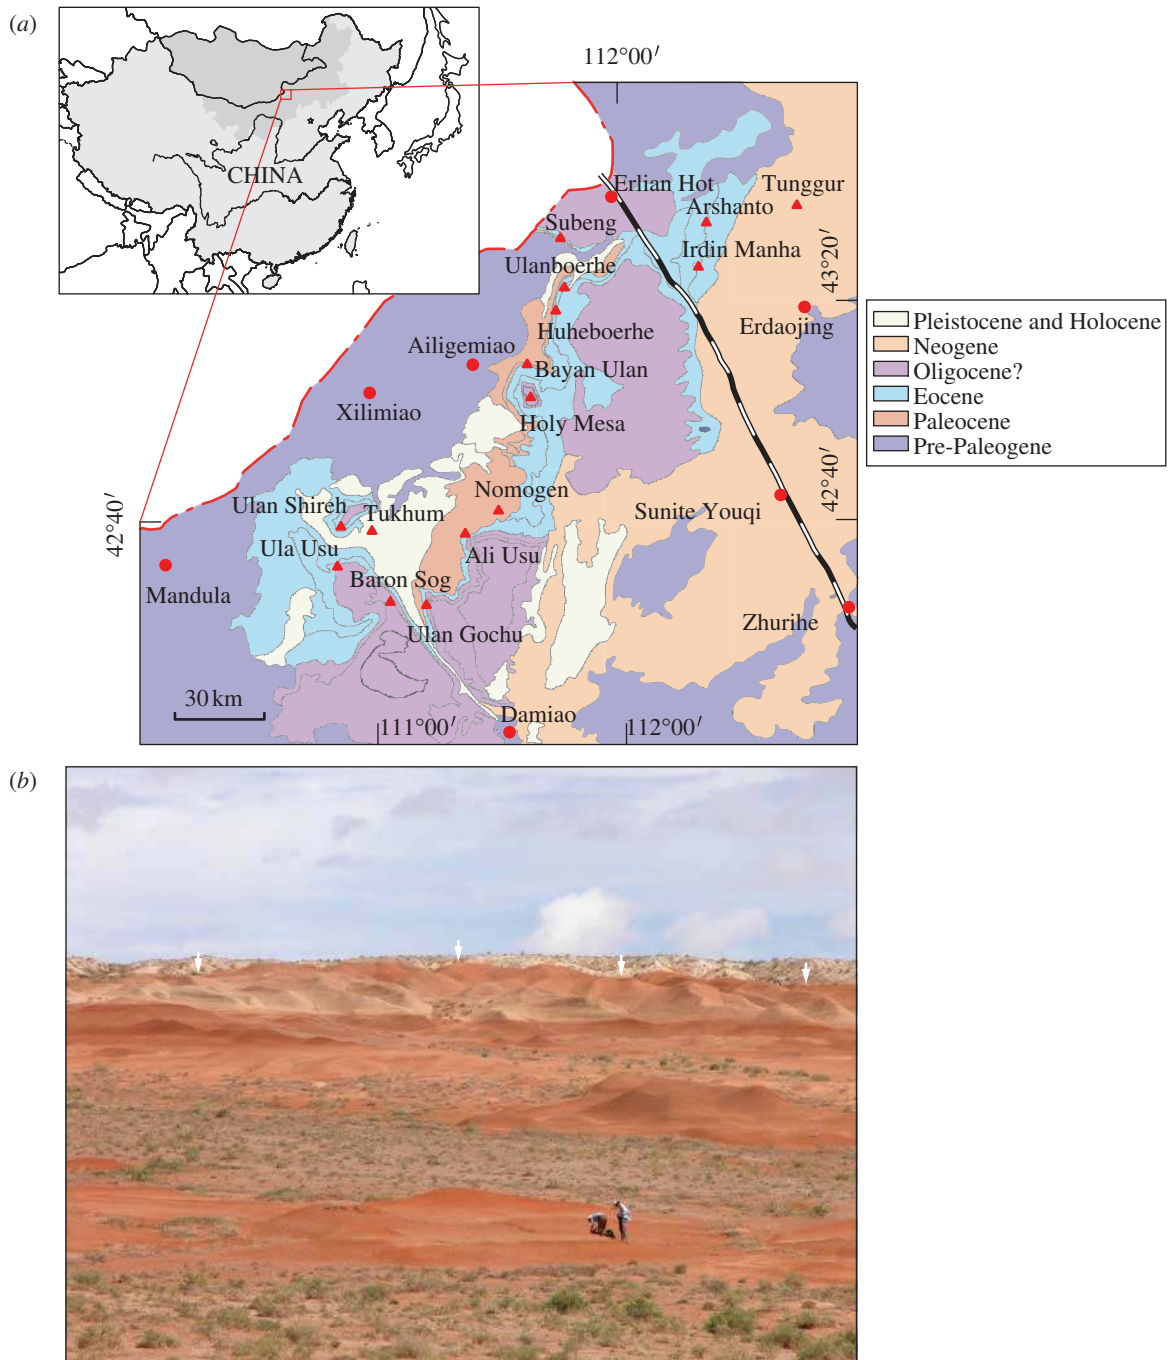 (a)
CHINA
112°00′
Erlian Hot
Tunggur
Arshanto
Subeng
Irdin Manha
Ulanboerhe
43°20′
Huheboerhe
Erdaojing
Ailigemiao
Bayan Ulan
Xilimiao
Holy Mesa
Nomogen
42°40′
42°40′
Ulan Shireh
Tukhum
Sunite Youqi
Ula Usu
Ali Usu
Mandula
Baron Sog
Zhurihe
Ulan Gochu
30 km
Damiao
111°00′
112°00′
Pleistocene and Holocene
Neogene
Oligocene?
Eocene
Paleocene
Pre-Paleogene
(b)